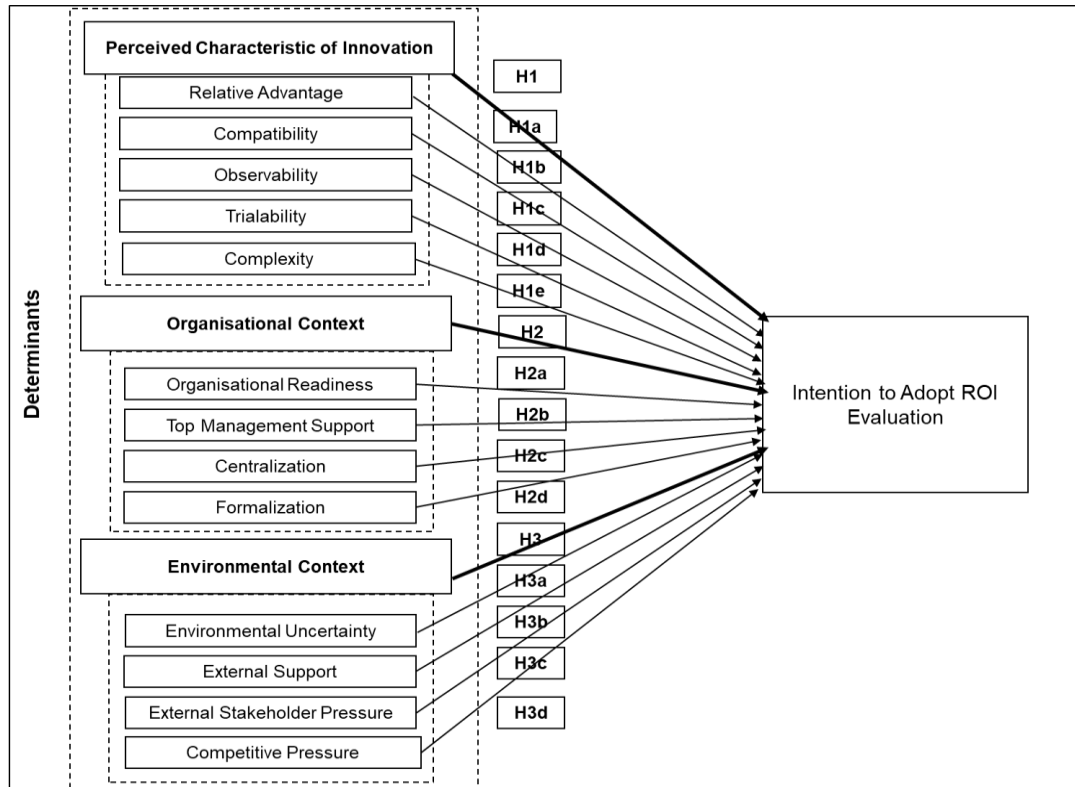 Determinants
Perceived Characteristic of Innovation
Relative Advantage
Compatibility
Observability
Trialability
Complexity
Organisational Context
Organisational Readiness
Top Management Support
Centralization
Formalization
Environmental Context
Environmental Uncertainty
External Support
External Stakeholder Pressure
Competitive Pressure
H1
H1a
H1b
H1c
H1d
H1e
H2
H2a
H2b
H2c
H2d
H3
H3a
H3b
H3c
H3d
Intention to Adopt ROI
Evaluation